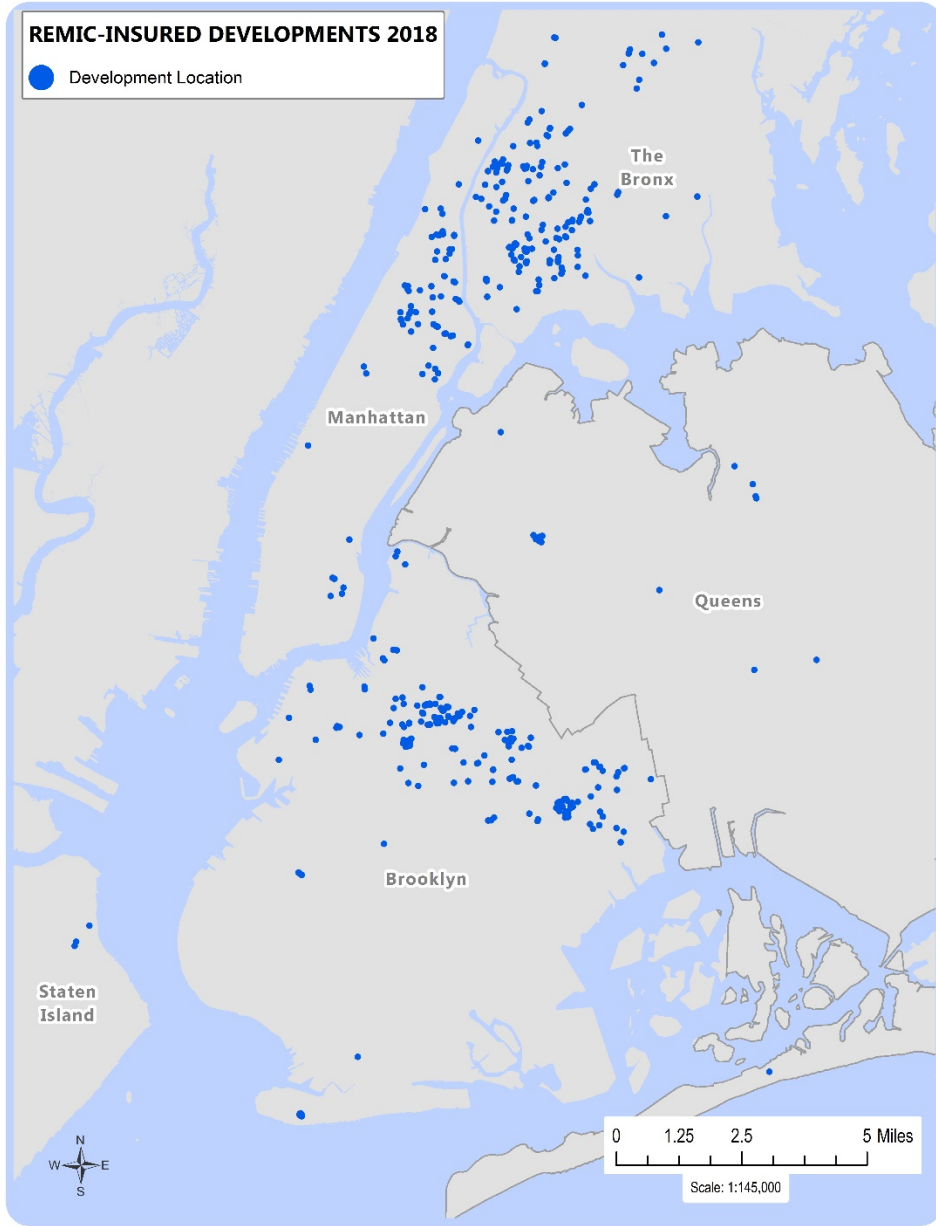 REMIC-INSURED DEVELOPMENTS 2018
Development Location
The
Bronx
Manhattan
Queens
Brooklyn
Staten
Island
N
W E
S
0 1.25 2.5 5 Miles
Scale: 1:145,000